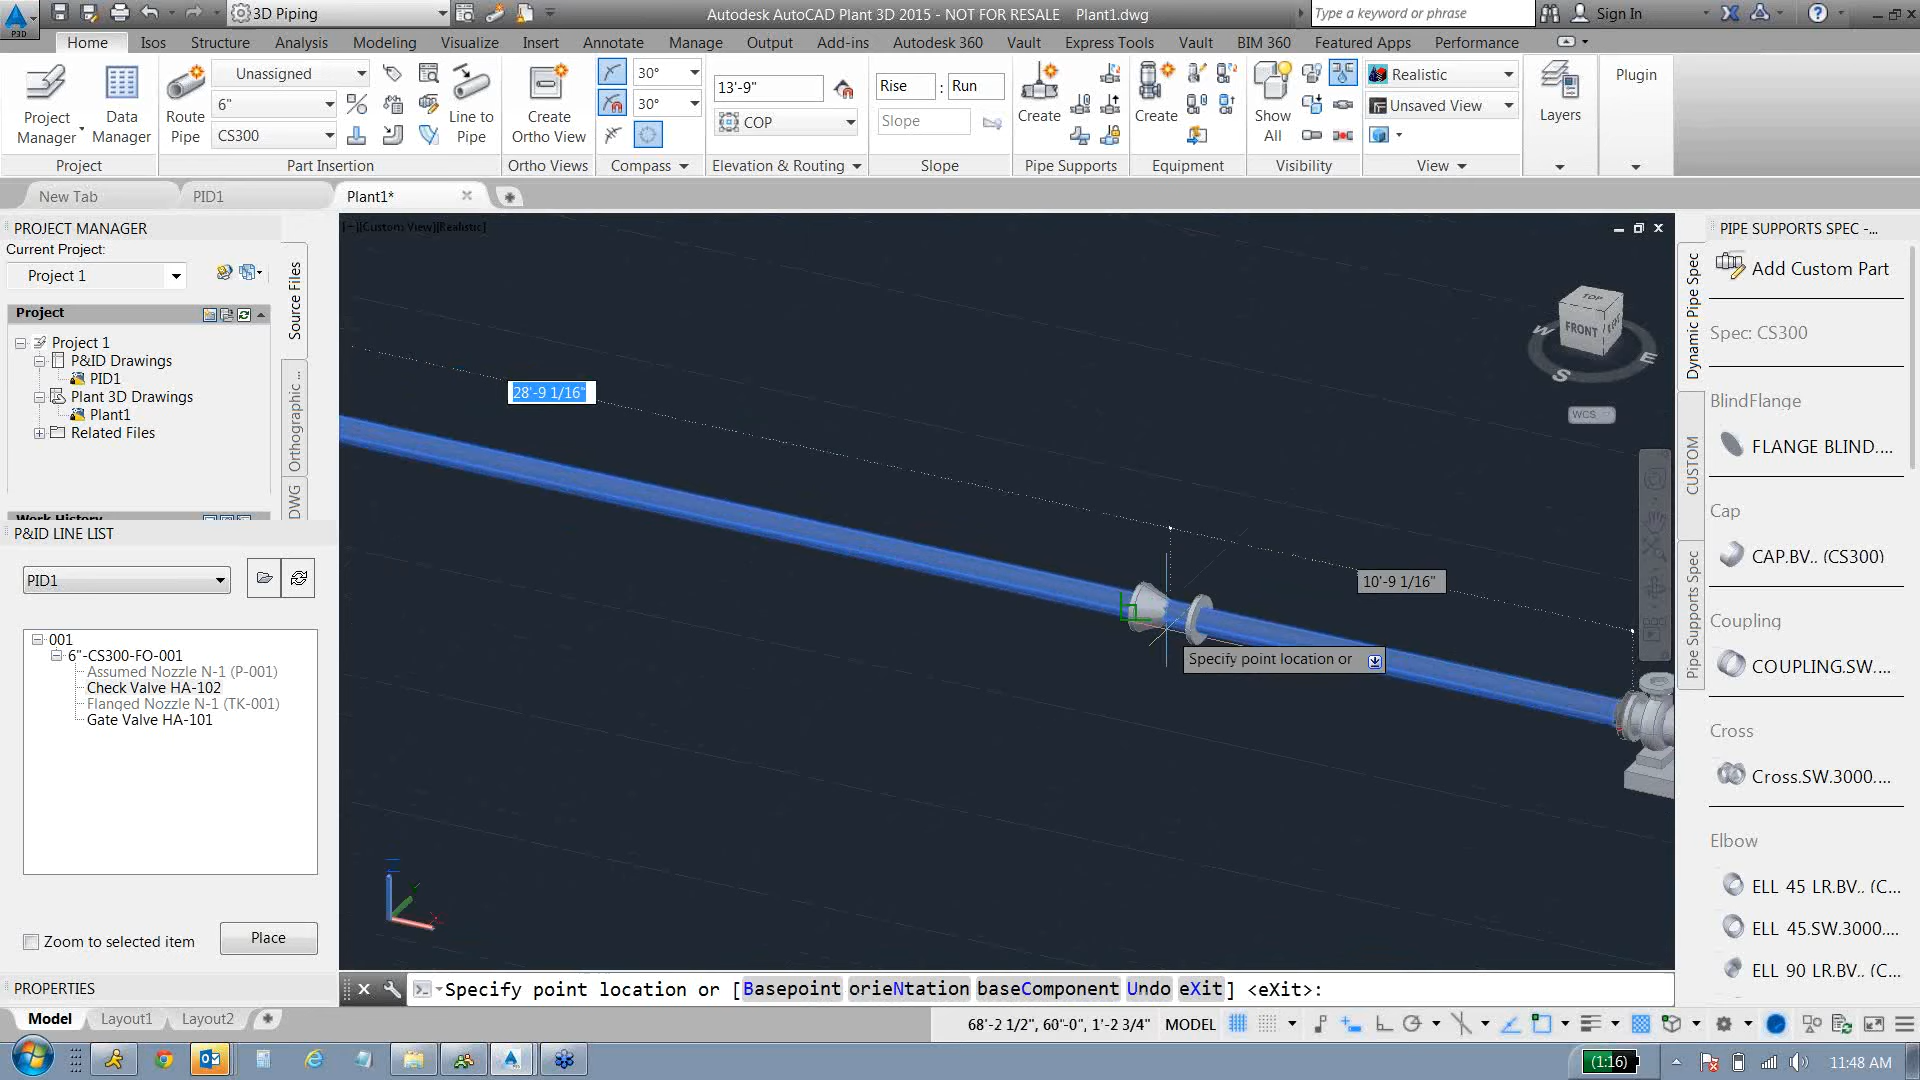 P3D
3D Piping
Autodesk AutoCAD Plant 3D 2015 - NOT FOR RESALE Plant1.dwg
Type a keyword or phrase
Sign In
Home Isos Structure Analysis Modeling Visualize Insert Annotate Manage Output Add-ins Autodesk 360 Vault Express Tools Vault BIM 360 Featured Apps Performance
Project Manager
Data Manager
Project
Route Pipe
Unassigned
6"
CS300
Line to Pipe
Part Insertion
Create Ortho View
Ortho Views
30°
30°
Compass
13'-9"
COP
Elevation & Routing
Rise : Run
Slope
Slope
Create
Pipe Supports
Create
Equipment
Show All
Visibility
Realistic
Unsaved View
View
Layers
Plugin
New Tab PID1 Plant1*
PROJECT MANAGER
Current Project:
Project 1
Project
Project 1
P&ID Drawings
PID1
Plant 3D Drawings
Plant1
Related Files
Work History
Source Files
Orthographic ...
DWG
P&ID LINE LIST
PID1
001
6"-CS300-FO-001
Assumed Nozzle N-1 (P-001)
Check Valve HA-102
Flanged Nozzle N-1 (TK-001)
Gate Valve HA-101
Zoom to selected item
Place
PROPERTIES
[-][Custom View][Realistic]
28'-9 1/16"
10'-9 1/16"
Specify point location or
TOP
FRONT
LEFT
W
S
E
WCS
PIPE SUPPORTS SPEC -...
Dynamic Pipe Spec
CUSTOM
Pipe Supports Spec
Add Custom Part
Spec: CS300
BlindFlange
FLANGE BLIND....
Cap
CAP.BV.. (CS300)
Coupling
COUPLING.SW....
Cross
Cross.SW.3000....
Elbow
ELL 45 LR.BV.. (C...
ELL 45.SW.3000....
ELL 90 LR.BV.. (C...
Specify point location or [Basepoint orieNtation baseComponent Undo eXit] <eXit>:
Model Layout1 Layout2
68'-2 1/2", 60'-0", 1'-2 3/4" MODEL
(1:16)
11:48 AM